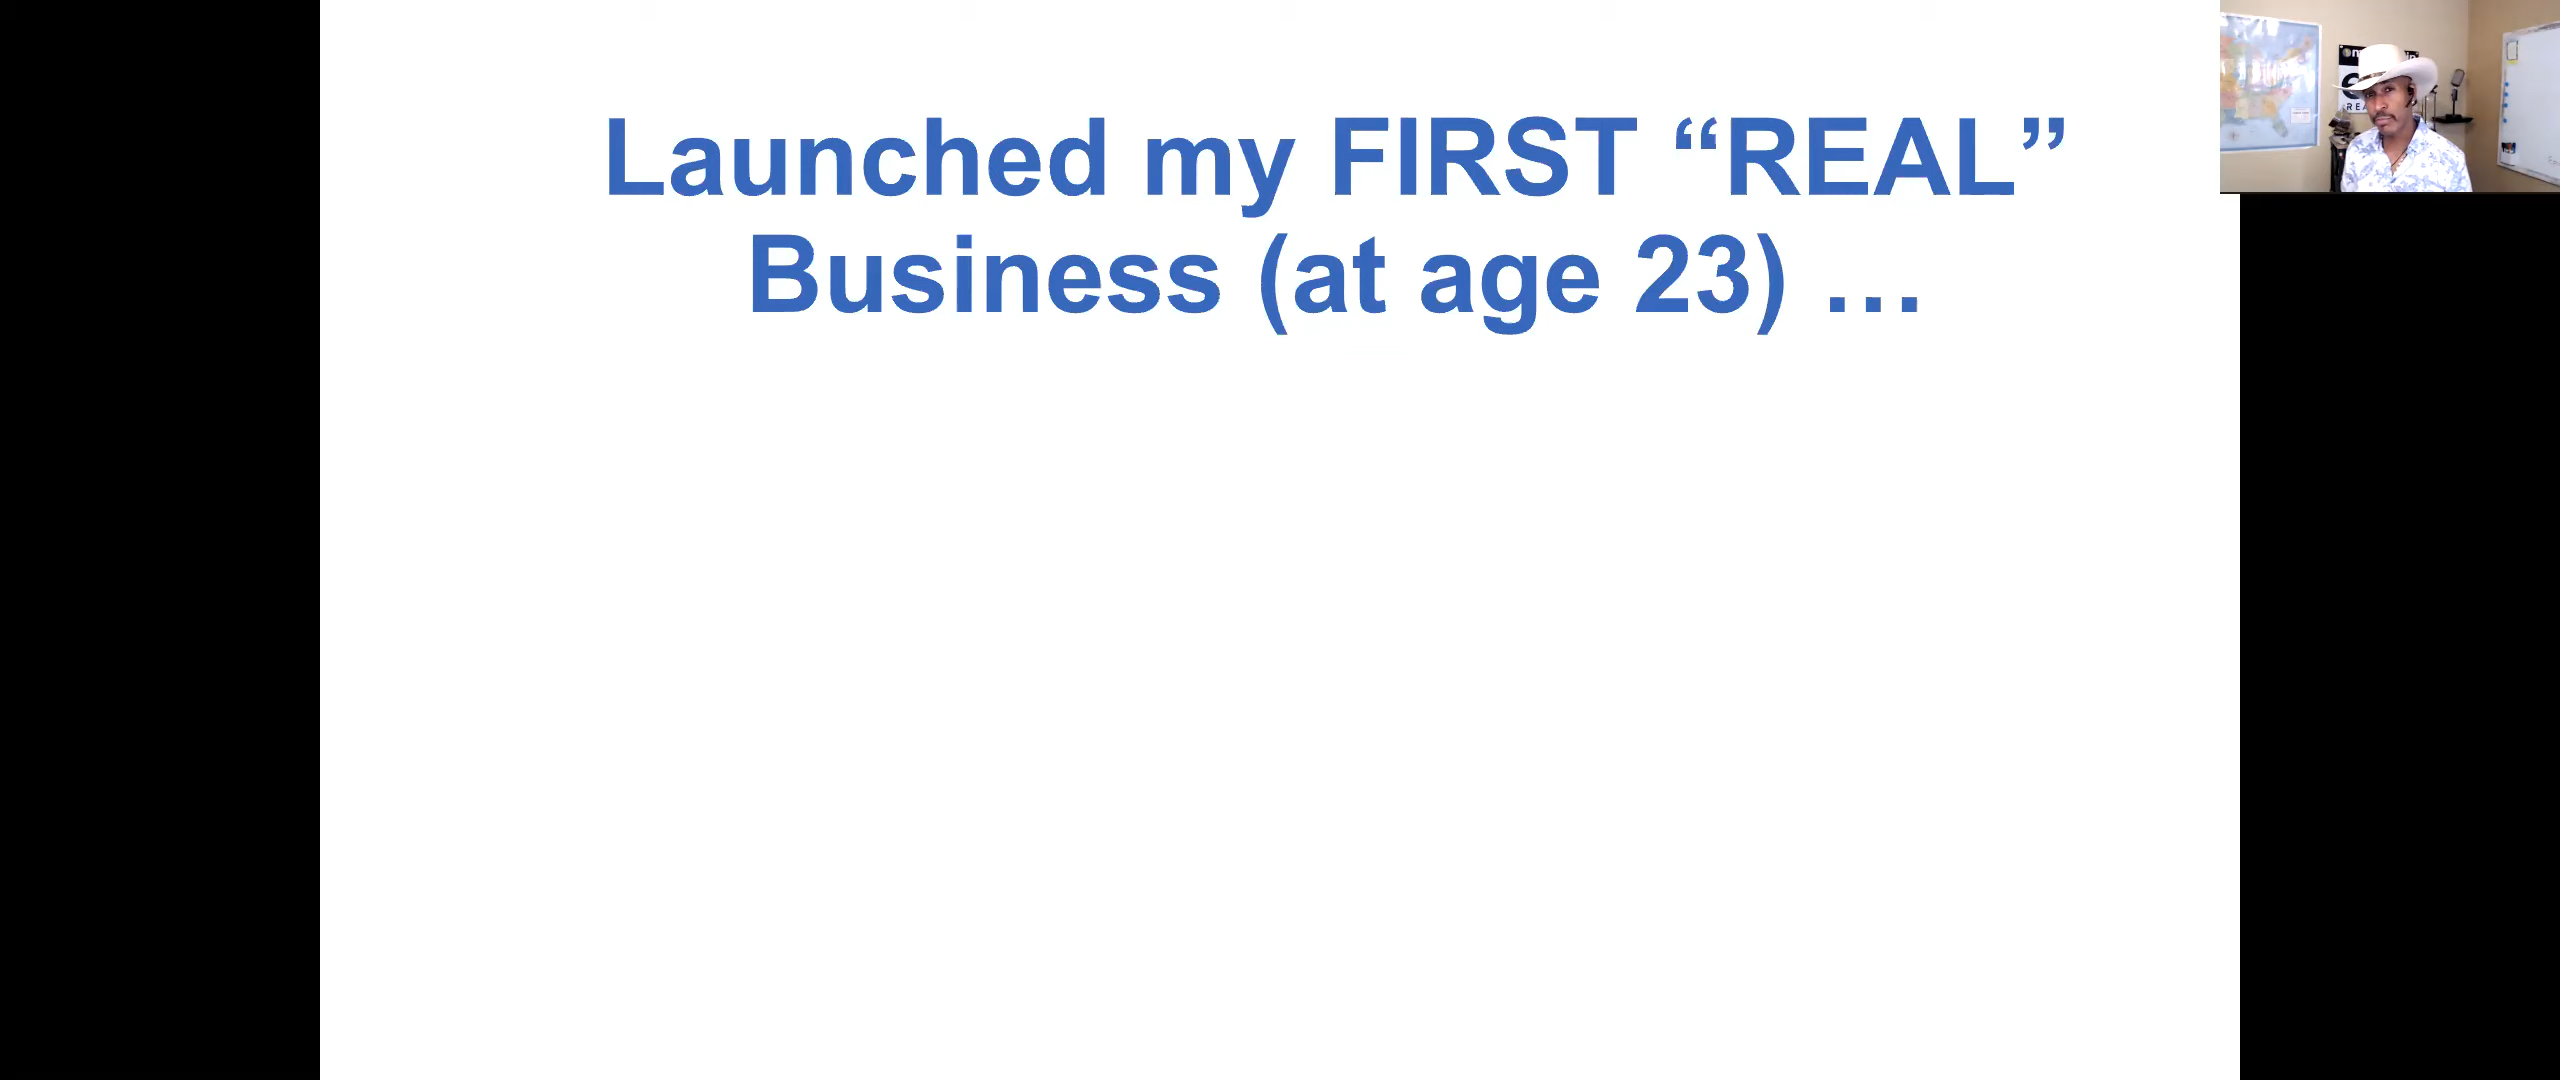 Launched my FIRST “REAL”
Business (at age 23) …